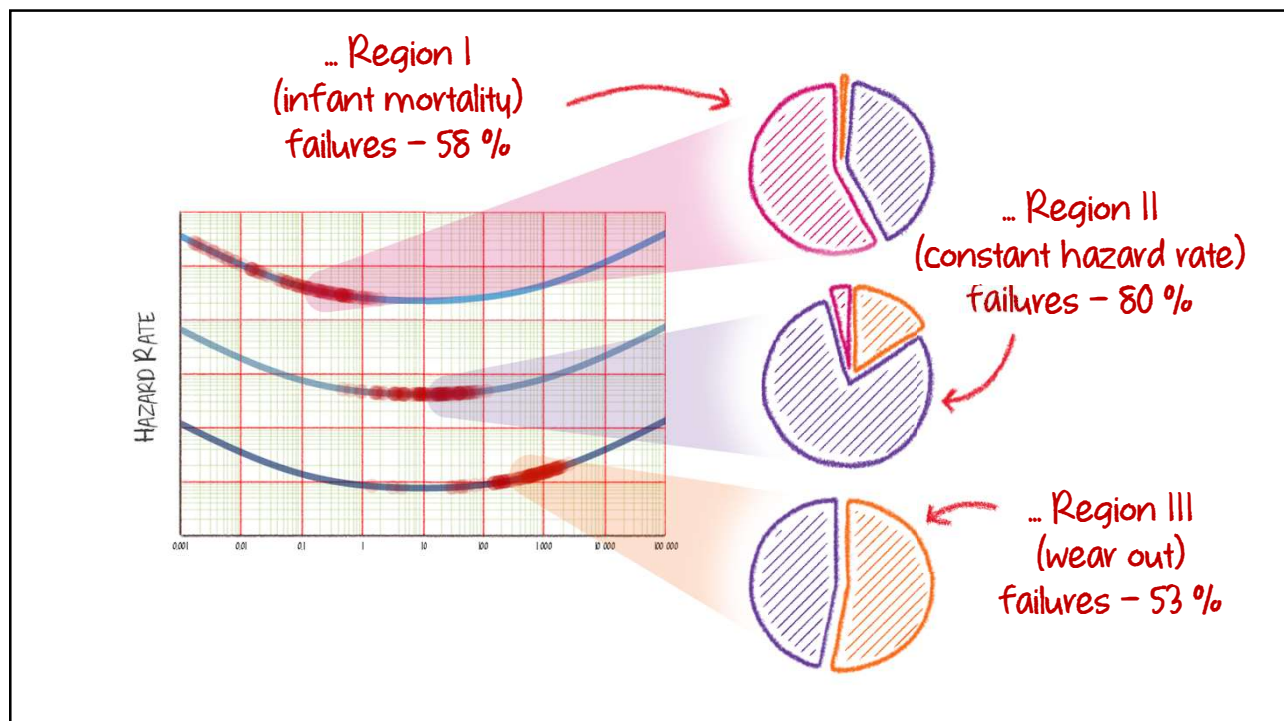 ... Region I
(infant mortality)
failures – 58 %
... Region II
(constant hazard rate)
failures – 80 %
HAZARD RATE
0,001 0,01 0,1 1 10 100 1 000 10 000 100 000
... Region III
(wear out)
failures – 53 %